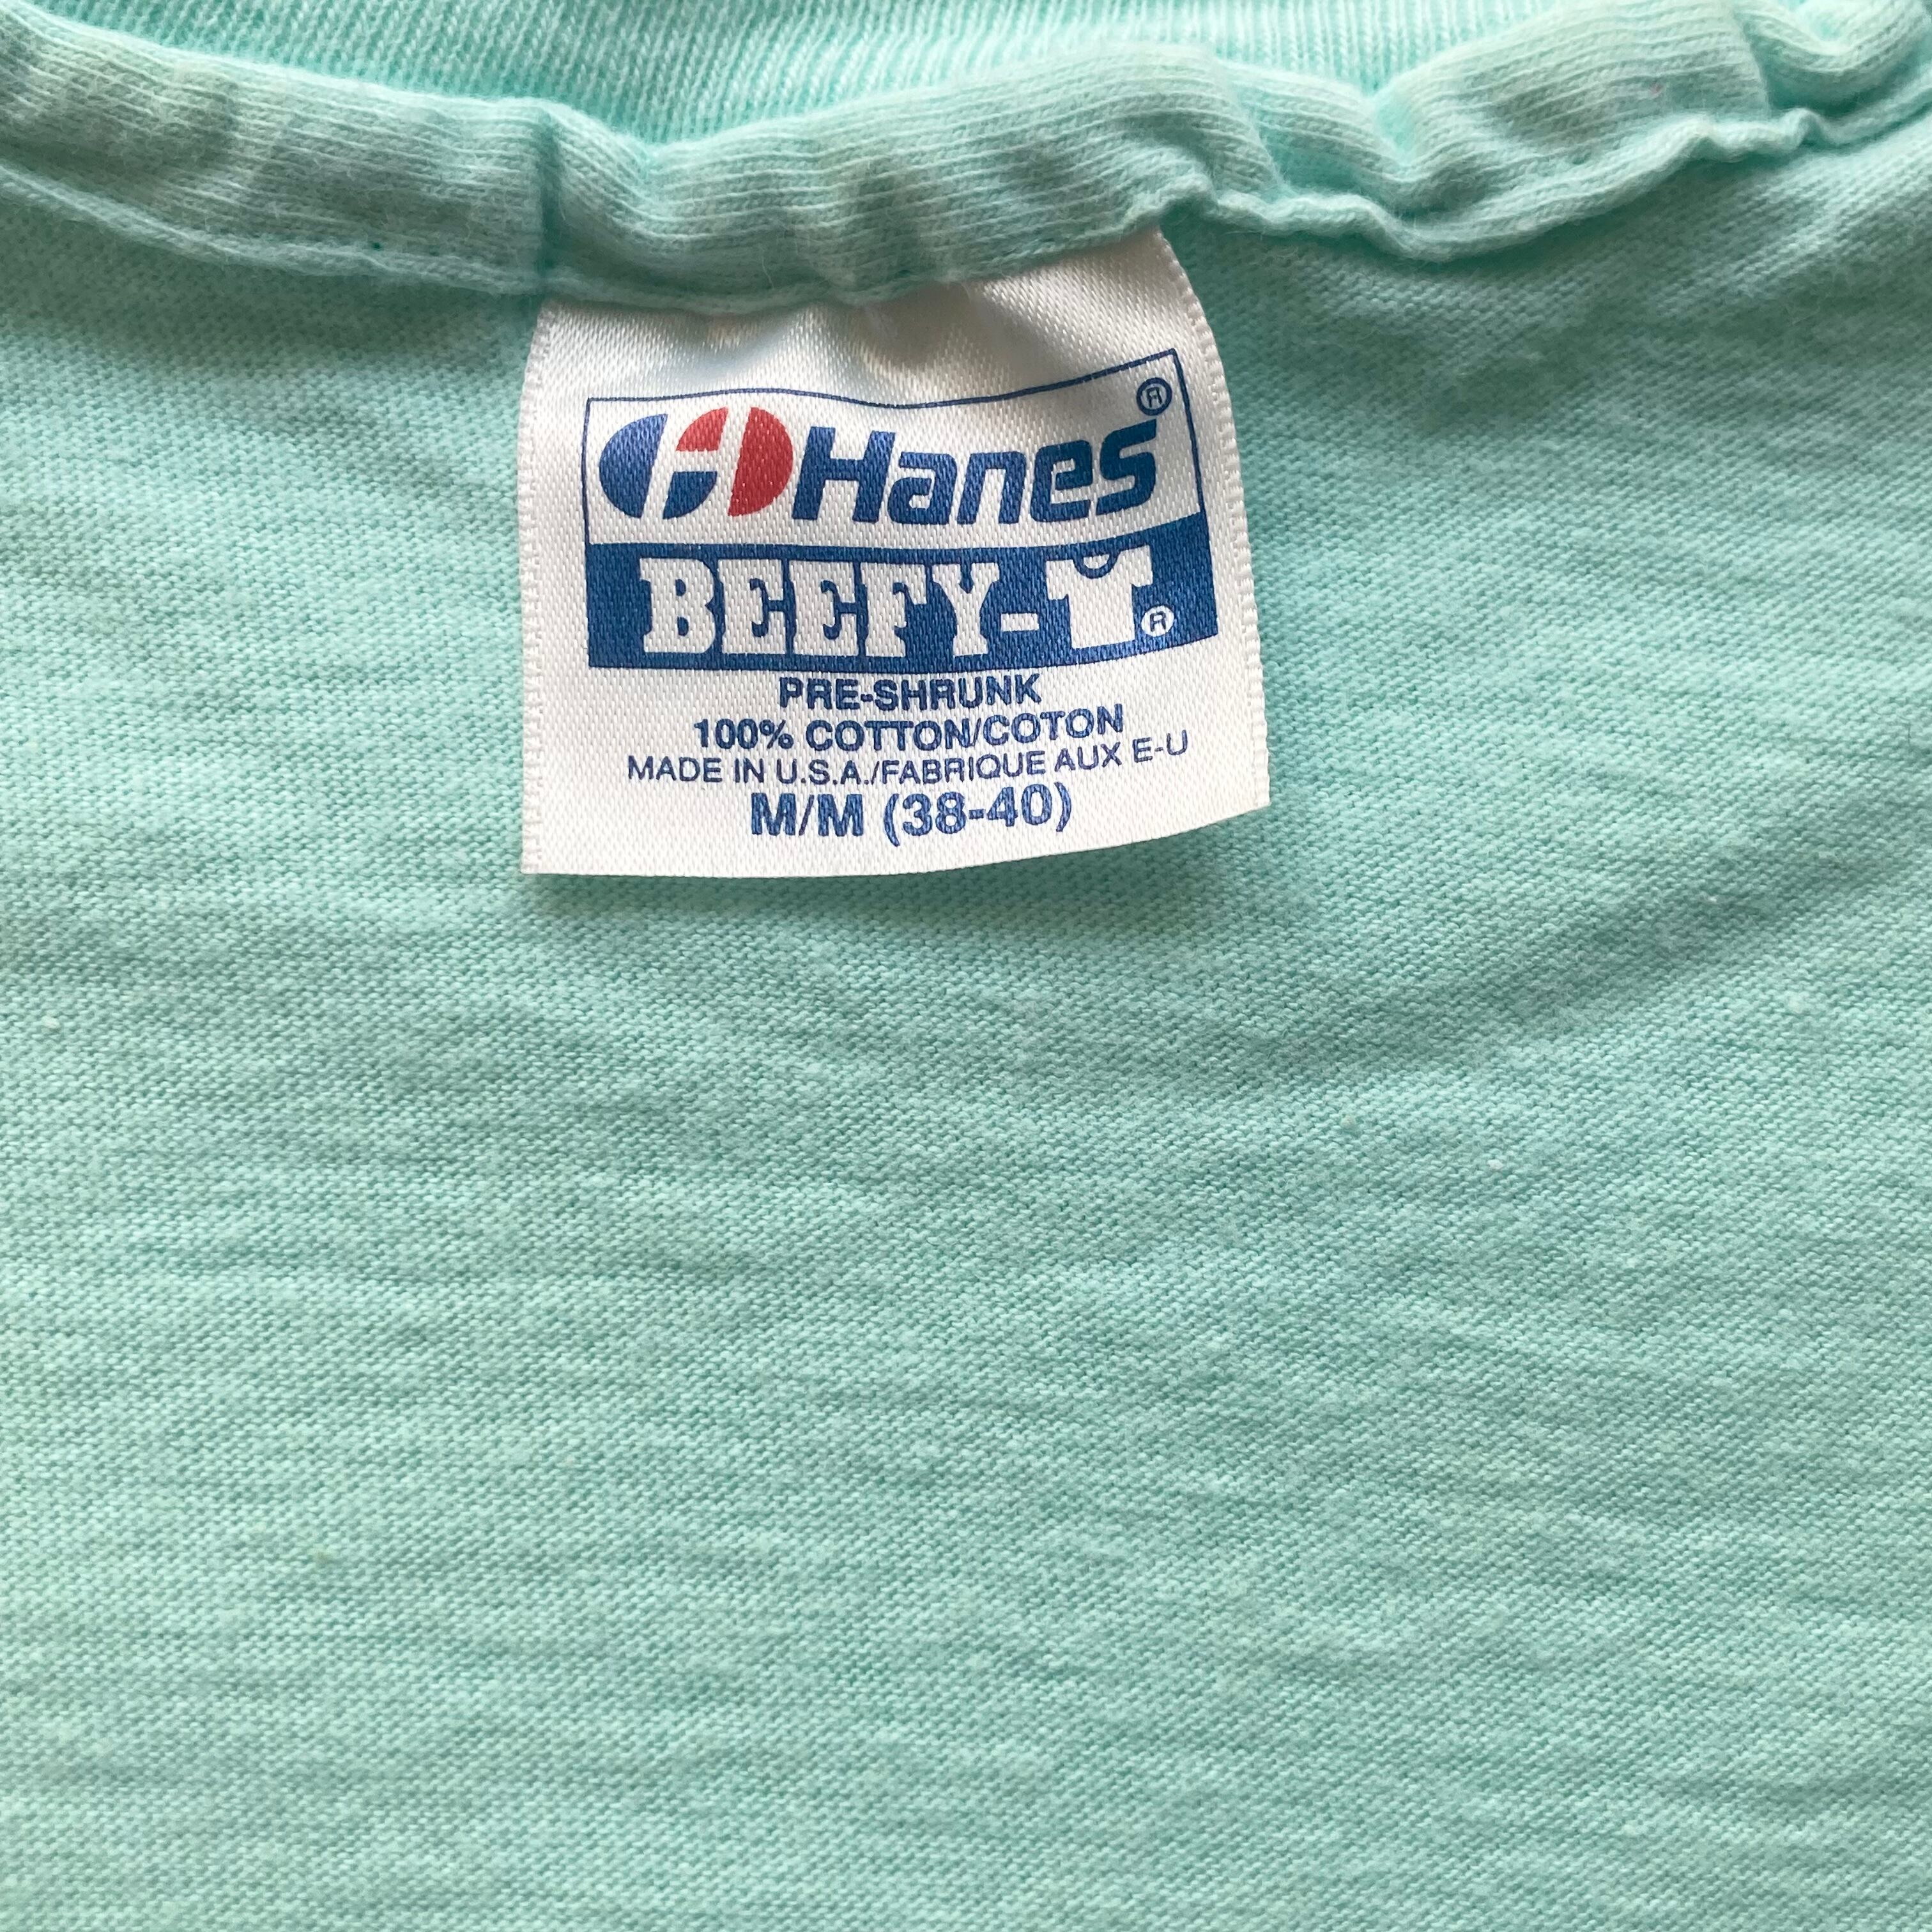 Hanes ®
BEEFY-T ®
PRE-SHRUNK
100% COTTON/COTON
MADE IN U.S.A./FABRIQUE AUX E-U
M/M (38-40)